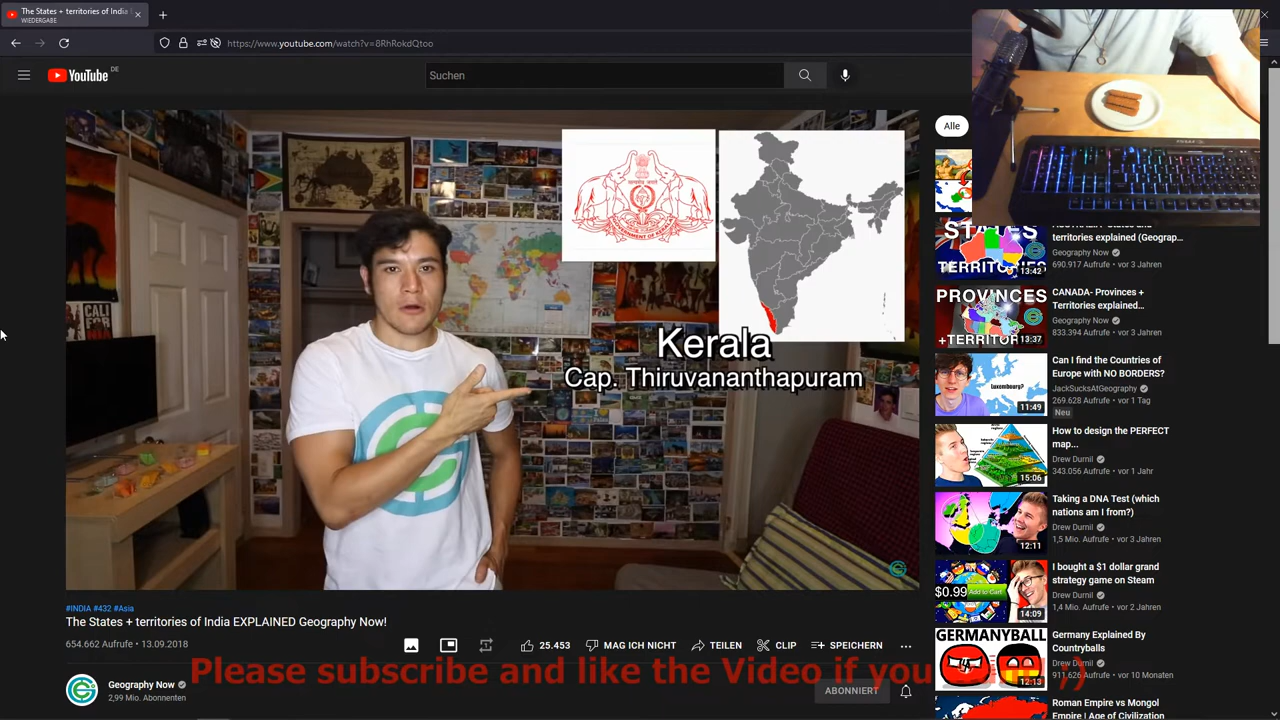 The States + territories of India
WIEDERGABE
https://www.youtube.com/watch?v=8RhRokdQtoo
YouTube DE
Suchen
Alle
GOVERNMENT OF KERALA
Kerala
Cap. Thiruvananthapuram
CALI
FOR
#INDIA #432 #Asia
The States + territories of India EXPLAINED Geography Now!
654.662 Aufrufe • 13.09.2018
25.453
MAG ICH NICHT
TEILEN
CLIP
SPEICHERN
Please subscribe and like the Video if you
Geography Now
2,99 Mio. Abonnenten
ABONNIERT
STATES
TERRITORIES
13:42
territories explained (Geograp...
Geography Now
690.917 Aufrufe • vor 3 Jahren
PROVINCES
+TERRITOR
13:37
CANADA- Provinces +
Territories explained...
Geography Now
833.394 Aufrufe • vor 3 Jahren
Luxembourg?
11:49
Can I find the Countries of
Europe with NO BORDERS?
JackSucksAtGeography
269.628 Aufrufe • vor 1 Tag
Neu
15:06
How to design the PERFECT
map...
Drew Durnil
343.056 Aufrufe • vor 1 Jahr
12:11
Taking a DNA Test (which
nations am I from?)
Drew Durnil
1,5 Mio. Aufrufe • vor 3 Jahren
$0.99
Add to Cart
14:09
I bought a $1 dollar grand
strategy game on Steam
Drew Durnil
1,4 Mio. Aufrufe • vor 2 Jahren
GERMANYBALL
12:13
Germany Explained By
Countryballs
Drew Durnil
911.626 Aufrufe • vor 10 Monaten
Roman Empire vs Mongol
Empire | Age of Civilization